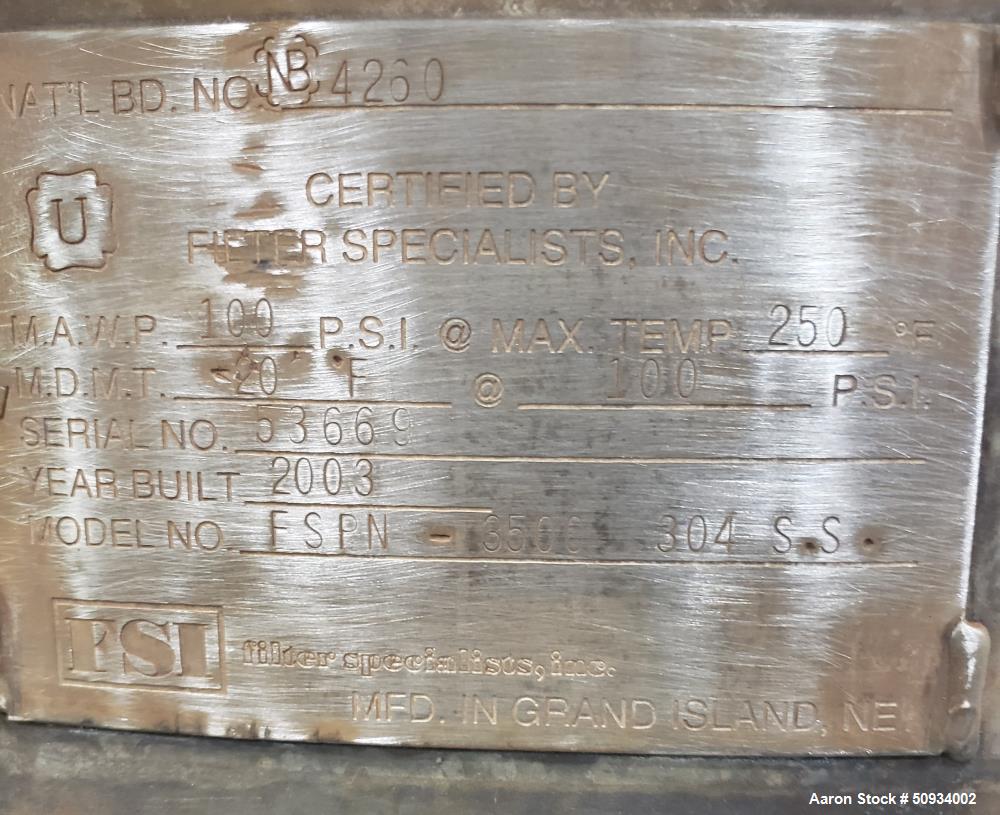 NAT'L BD. NO. NB 4260
U
CERTIFIED BY
FILTER SPECIALISTS, INC.
M.A.W.P. 100 P.S.I @ MAX. TEMP 250 °F
M.D.M.T. -20 °F @ 100 P.S.I.
SERIAL NO. 53669
YEAR BUILT 2003
MODEL NO. FSPN - 304 S.S.
FSI filter specialists, inc.
MFD. IN GRAND ISLAND, NE
Aaron Stock # 50934002